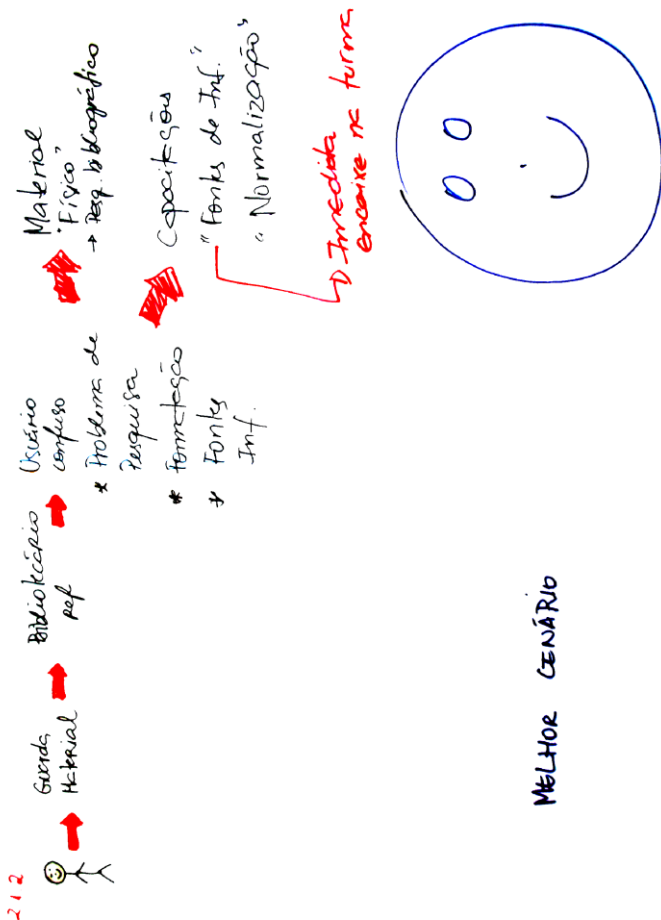 212
Guarda
Material
Bibliotecário
Ref
Usuário
confuso
* Problema de
Pesquisa
* Formatação
* Fontes
Inf.
Material
"Físico"
→ Pesq. bibliográfico
Capacitações
"Fontes de Inf."
"Normalização"
Imediata
encaixe na turma
MELHOR CENÁRIO